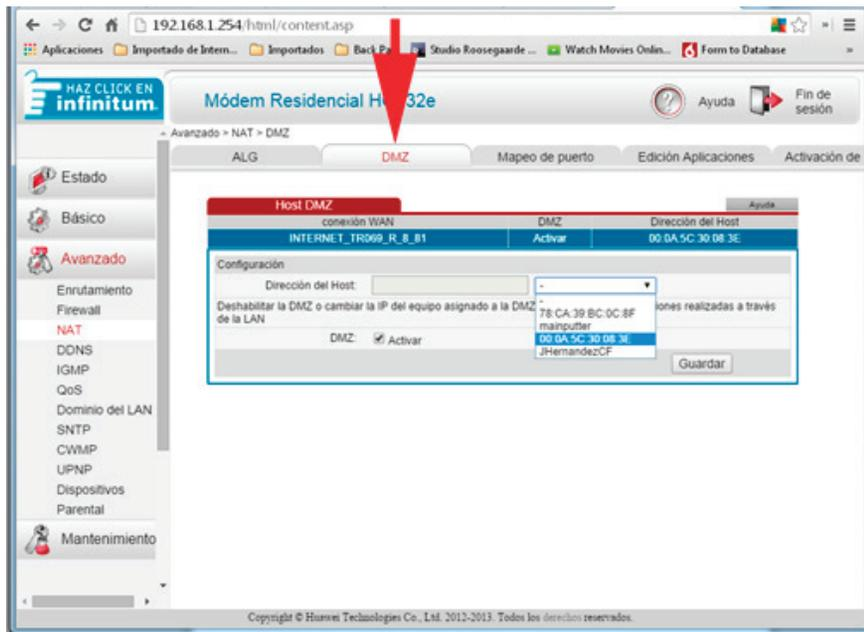 192.168.1.254/html/content.asp
Aplicaciones Importado de Intern... Importados Back Studio Roosegaarde ... Watch Movies Onlin... Form to Database »
HAZ CLICK EN
infinitum.
Módem Residencial 32e
Ayuda
Fin de sesión
Avanzado > NAT > DMZ
ALG DMZ Mapeo de puerto Edición Aplicaciones Activación de
Estado
Básico
Avanzado
Enrutamiento
Firewall
NAT
DDNS
IGMP
QoS
Dominio del LAN
SNTP
CWMP
UPNP
Dispositivos
Parental
Mantenimiento
Host DMZ
Ayuda
conexión WAN DMZ Dirección del Host
INTERNET_TR069_R_8_81 Activar 00:0A:5C:30:08:3E
Configuración
Dirección del Host: -
Deshabilitar la DMZ o cambiar la IP del equipo asignado a la DMZ iones realizadas a través
de la LAN
-
78:CA:39:BC:0C:8F
mainputter
00:0A:5C:30:08:3E
JHernandezCF
DMZ: Activar
Guardar
Copyright © Huawei Technologies Co., Ltd. 2012-2013. Todos los derechos reservados.